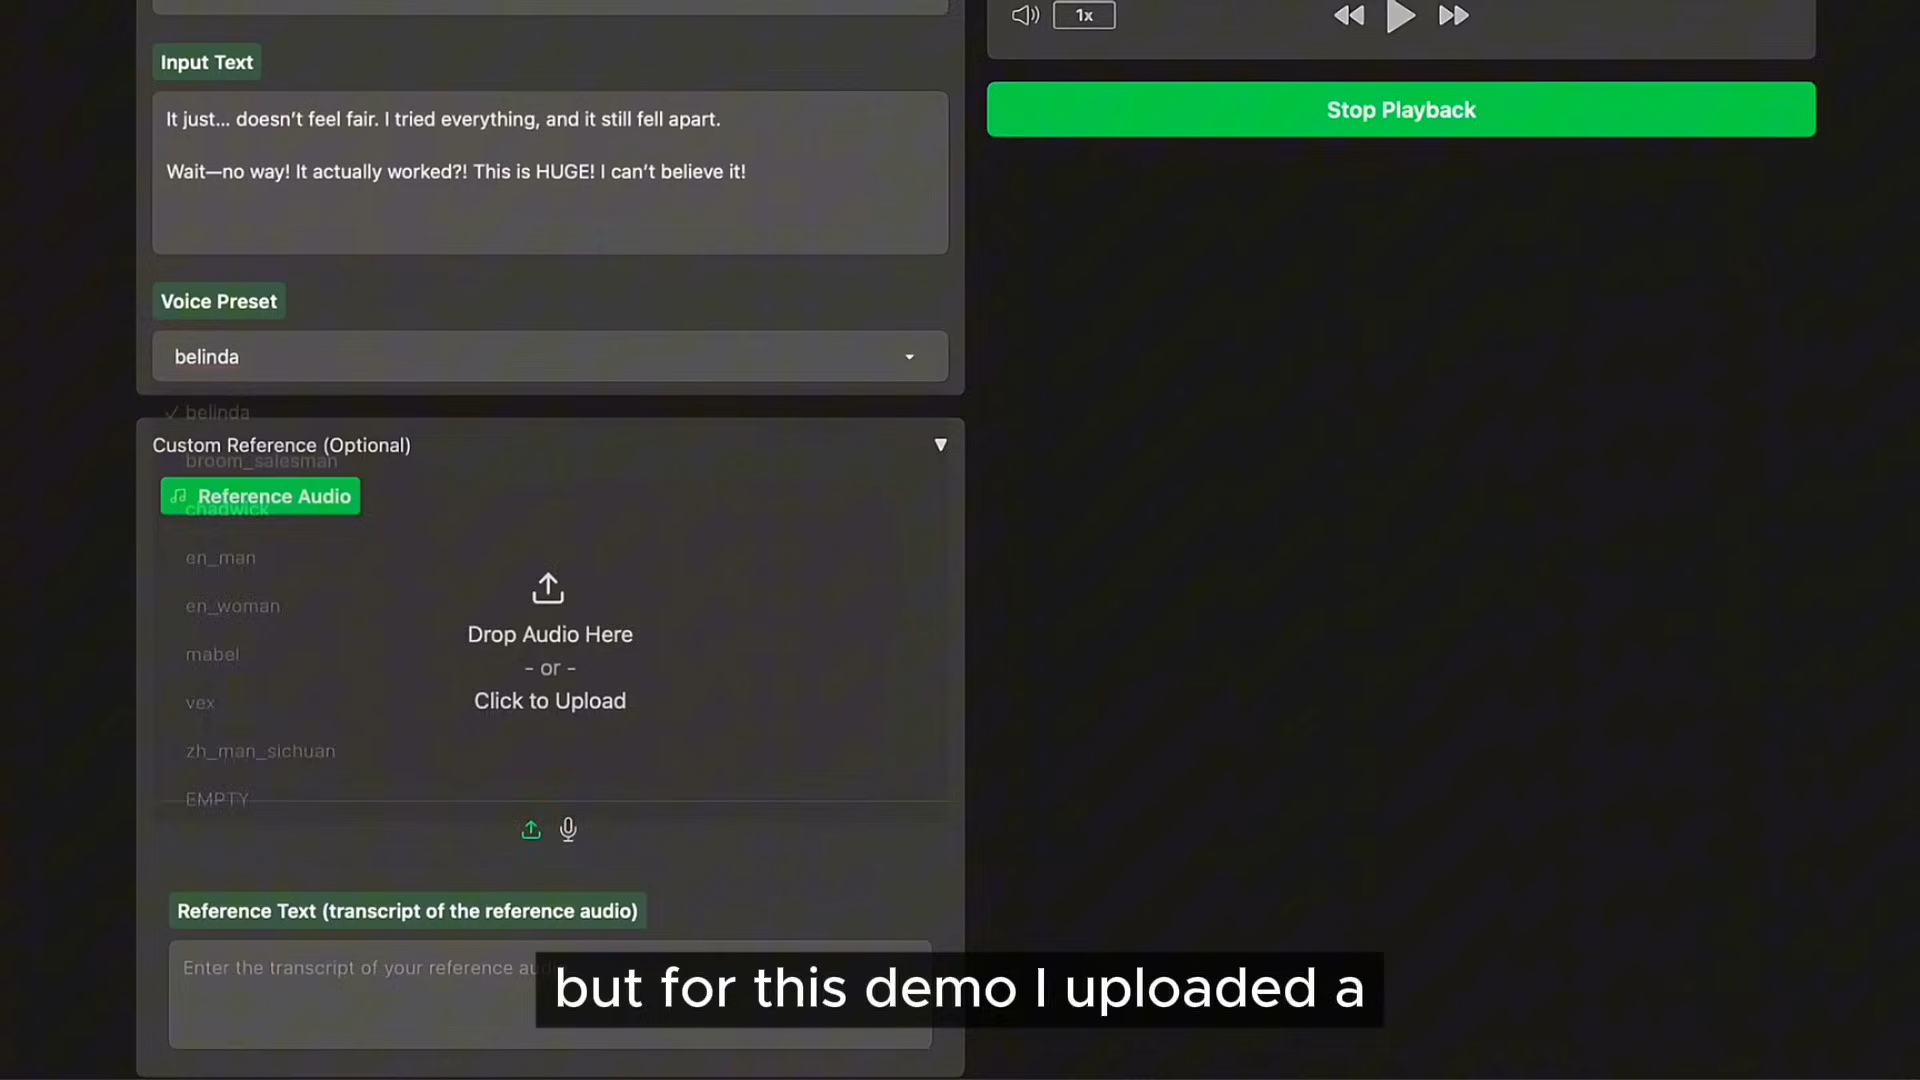 1x
Input Text
It just... doesn't feel fair. I tried everything, and it still fell apart.
Wait—no way! It actually worked?! This is HUGE! I can't believe it!
Stop Playback
Voice Preset
belinda
✓ belinda
Custom Reference (Optional)
broom_salesman
Reference Audio
chadwick
en_man
en_woman
Drop Audio Here
mabel
- or -
Click to Upload
vex
zh_man_sichuan
EMPTY
Reference Text (transcript of the reference audio)
Enter the transcript of your reference
but for this demo I uploaded a